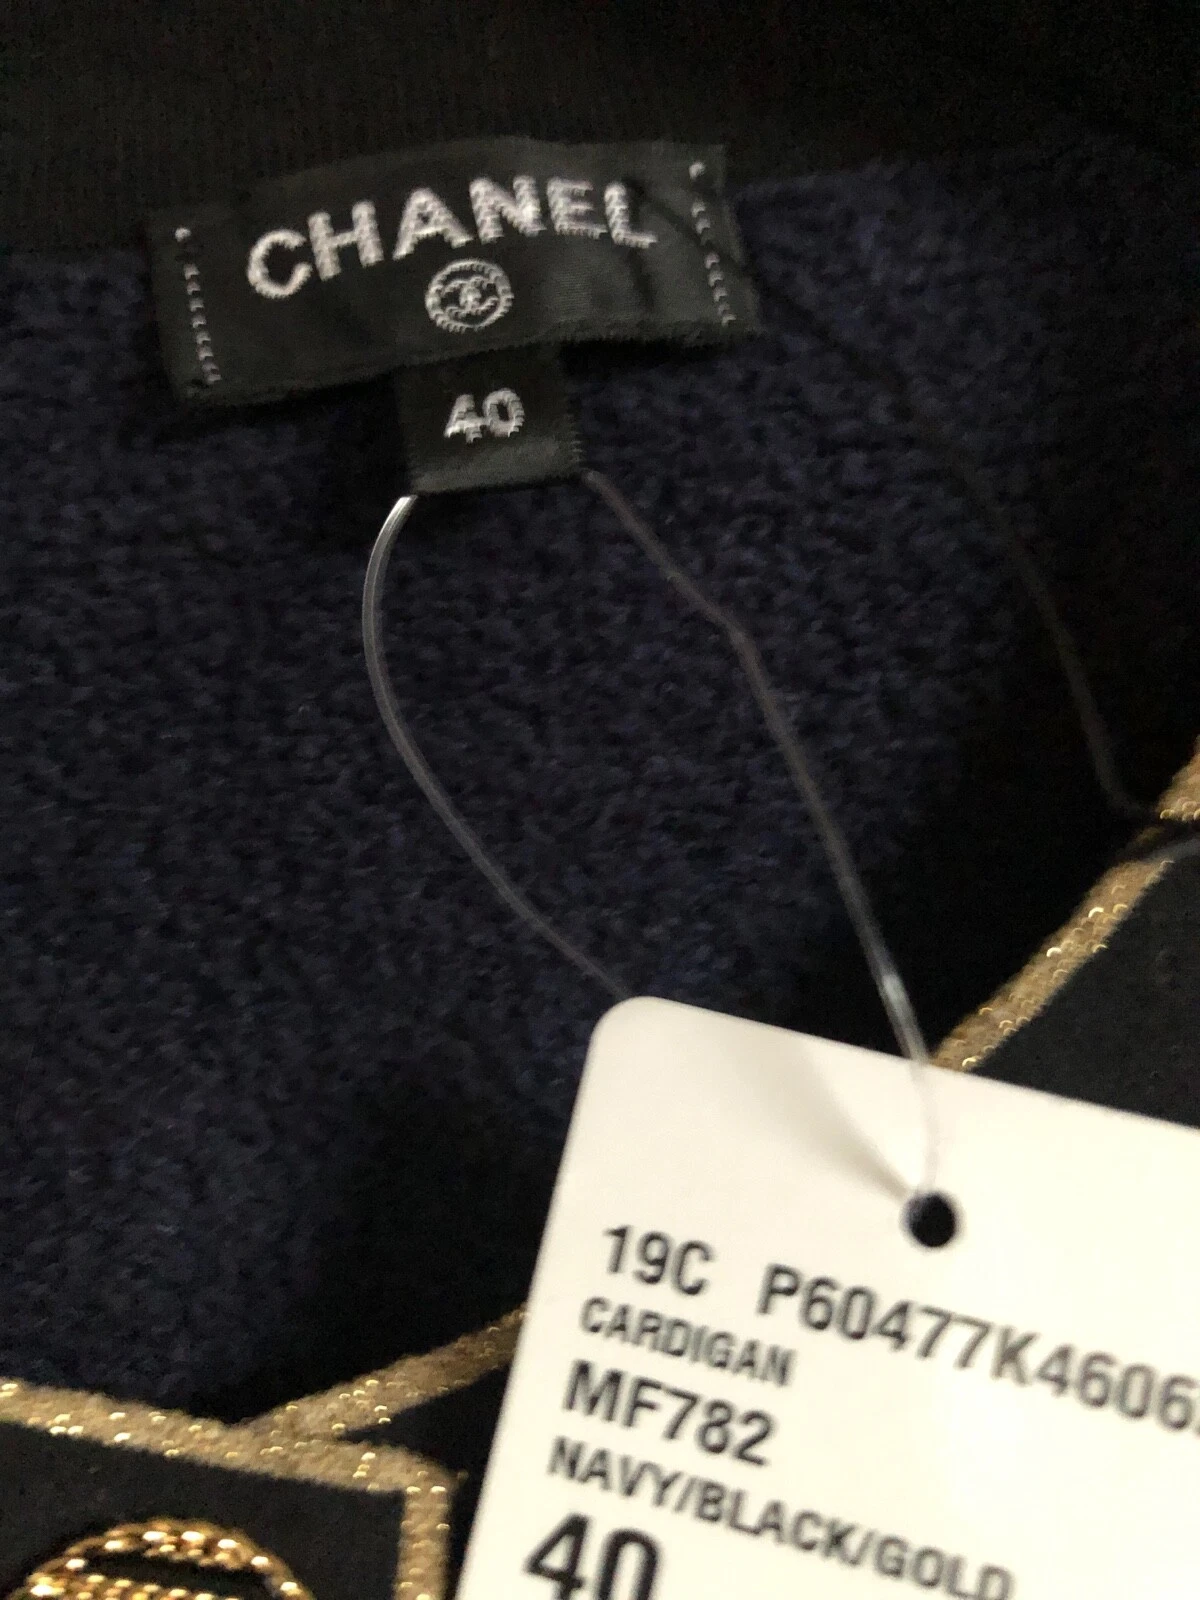 CHANEL
40
19C P60477K4606
CARDIGAN
MF782
NAVY/BLACK/GOLD
40